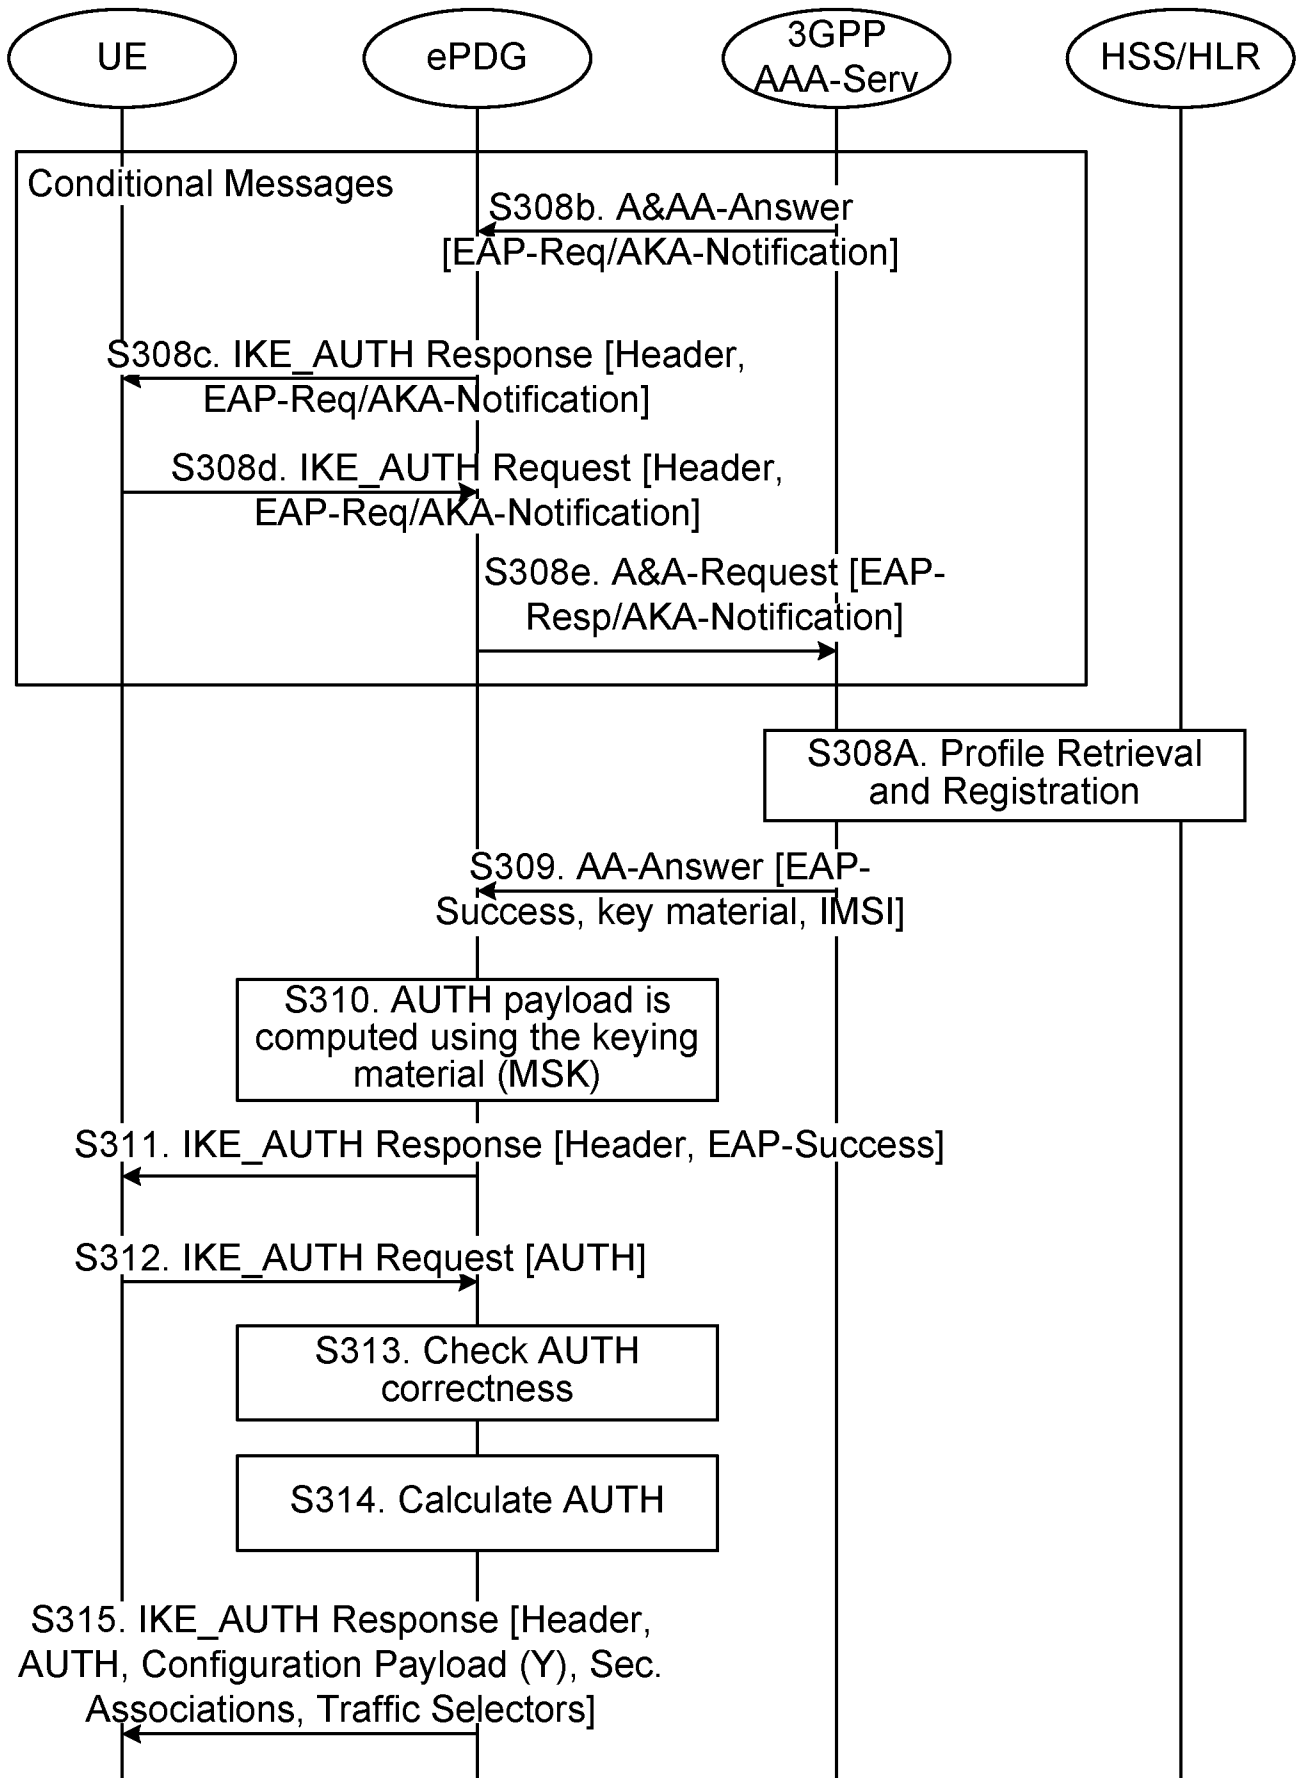 UE
ePDG
3GPP
AAA-Serv
HSS/HLR
Conditional Messages
S308b. A&AA-Answer
[EAP-Req/AKA-Notification]
S308c. IKE_AUTH Response [Header,
EAP-Req/AKA-Notification]
S308d. IKE_AUTH Request [Header,
EAP-Req/AKA-Notification]
S308e. A&A-Request [EAP-
Resp/AKA-Notification]
S308A. Profile Retrieval
and Registration
S309. AA-Answer [EAP-
Success, key material, IMSI]
S310. AUTH payload is
computed using the keying
material (MSK)
S311. IKE_AUTH Response [Header, EAP-Success]
S312. IKE_AUTH Request [AUTH]
S313. Check AUTH
correctness
S314. Calculate AUTH
S315. IKE_AUTH Response [Header,
AUTH, Configuration Payload (Y), Sec.
Associations, Traffic Selectors]